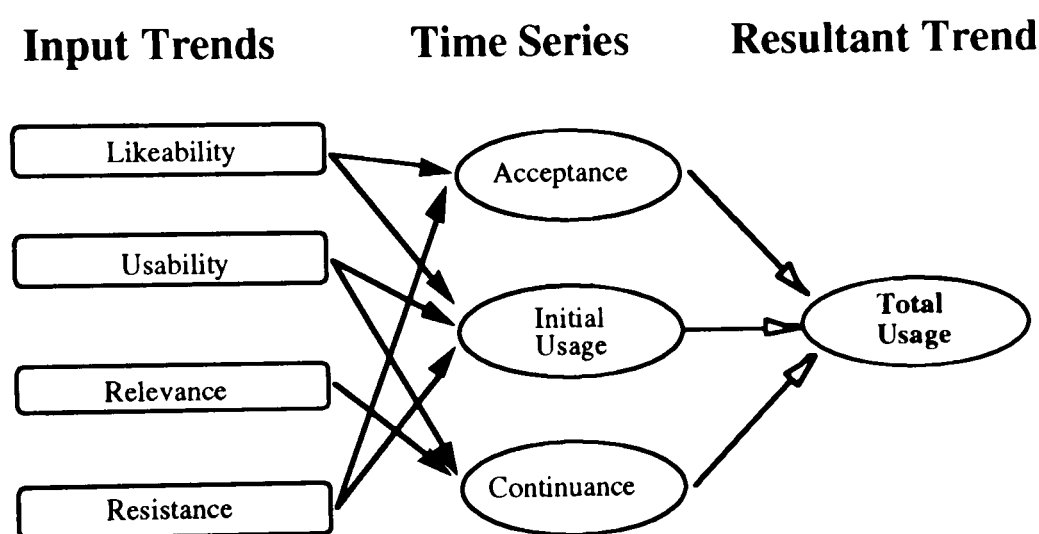 Input Trends
Time Series
Resultant Trend
Likeability
Usability
Relevance
Resistance
Acceptance
Initial
Usage
Continuance
Total
Usage